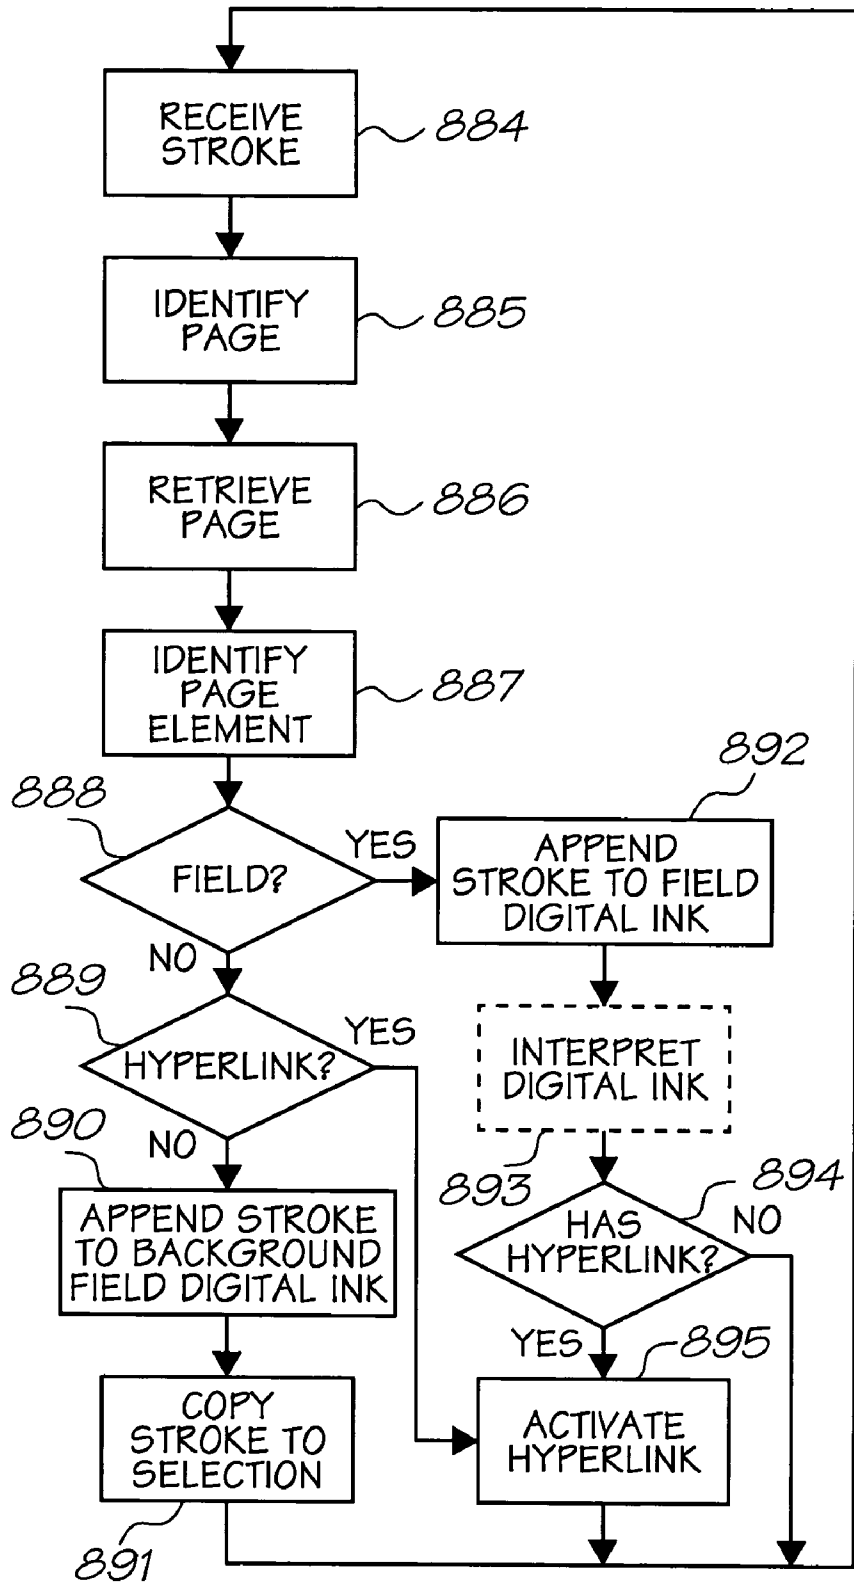 RECEIVE
STROKE
884
IDENTIFY
PAGE
885
RETRIEVE
PAGE
886
IDENTIFY
PAGE
ELEMENT
887
888
FIELD?
YES
NO
892
APPEND
STROKE TO FIELD
DIGITAL INK
889
HYPERLINK?
YES
NO
INTERPRET
DIGITAL INK
893
890
APPEND STROKE
TO BACKGROUND
FIELD DIGITAL INK
894
HAS
HYPERLINK?
NO
YES
895
COPY
STROKE TO
SELECTION
891
ACTIVATE
HYPERLINK